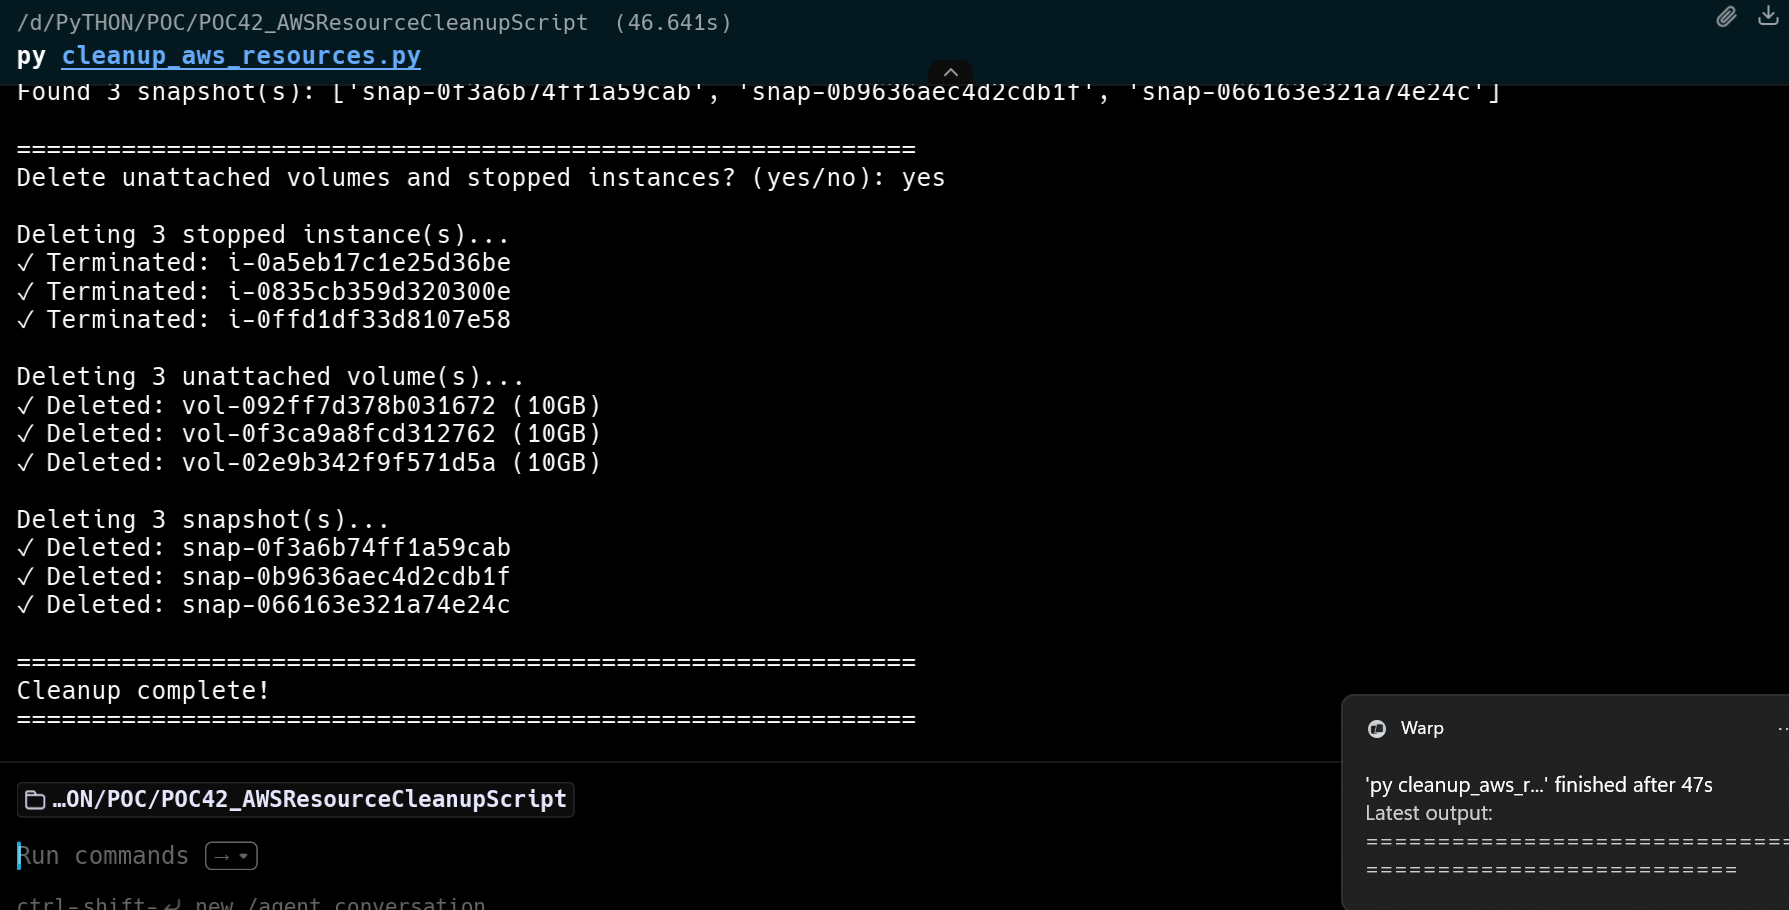 /d/PyTHON/POC/POC42_AWSResourceCleanupScript (46.641s)
py cleanup_aws_resources.py
Found 3 snapshot(s): ['snap-0f3a6b74ff1a59cab', 'snap-0b9636aec4d2cdb1f', 'snap-066163e321a74e24c']
============================================================
Delete unattached volumes and stopped instances? (yes/no): yes
Deleting 3 stopped instance(s)...
✓ Terminated: i-0a5eb17c1e25d36be
✓ Terminated: i-0835cb359d320300e
✓ Terminated: i-0ffd1df33d8107e58
Deleting 3 unattached volume(s)...
✓ Deleted: vol-092ff7d378b031672 (10GB)
✓ Deleted: vol-0f3ca9a8fcd312762 (10GB)
✓ Deleted: vol-02e9b342f9f571d5a (10GB)
Deleting 3 snapshot(s)...
✓ Deleted: snap-0f3a6b74ff1a59cab
✓ Deleted: snap-0b9636aec4d2cdb1f
✓ Deleted: snap-066163e321a74e24c
============================================================
Cleanup complete!
============================================================
…ON/POC/POC42_AWSResourceCleanupScript
Run commands
ctrl-shift-⏎ new /agent conversation
Warp
'py cleanup_aws_r...' finished after 47s
Latest output:
==============================
==========================